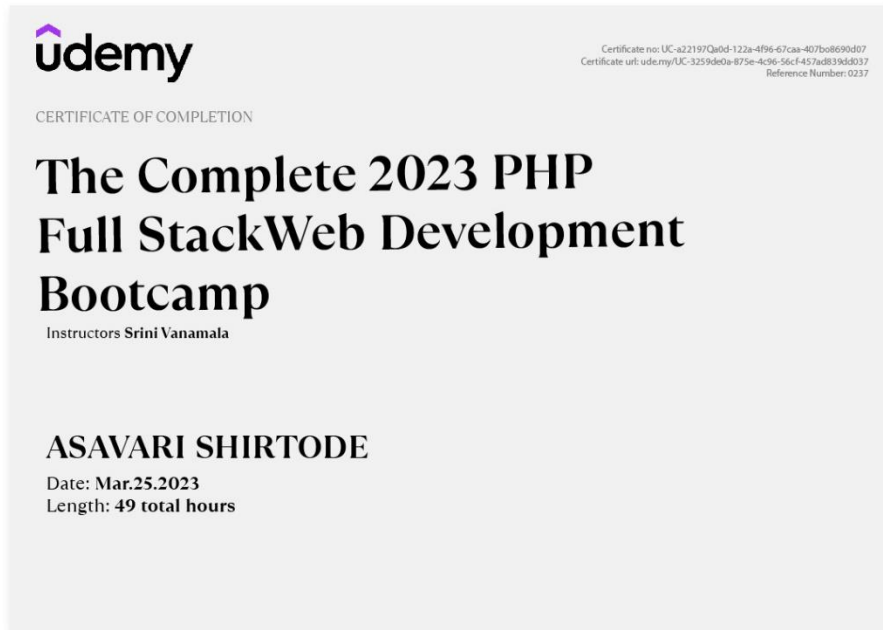 ûdemy
Certificate no: UC-a22197Qa0d-122a-4f96-67caa-407bo8690d07
Certificate url: ude.my/UC-3259de0a-875e-4c96-56cf-457ad839dd037
Reference Number: 0237
CERTIFICATE OF COMPLETION
The Complete 2023 PHP
Full StackWeb Development
Bootcamp
Instructors Srini Vanamala
ASAVARI SHIRTODE
Date: Mar.25.2023
Length: 49 total hours